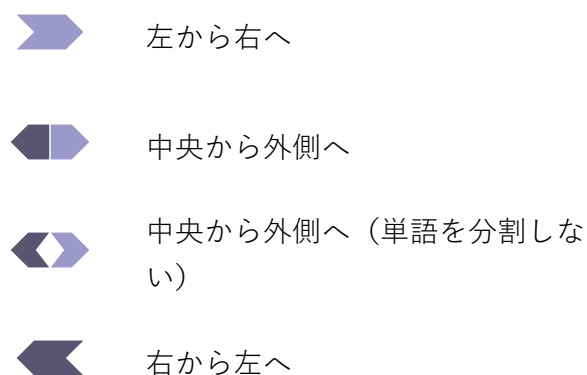 左から右へ
中央から外側へ
中央から外側へ（単語を分割しな
い）
右から左へ